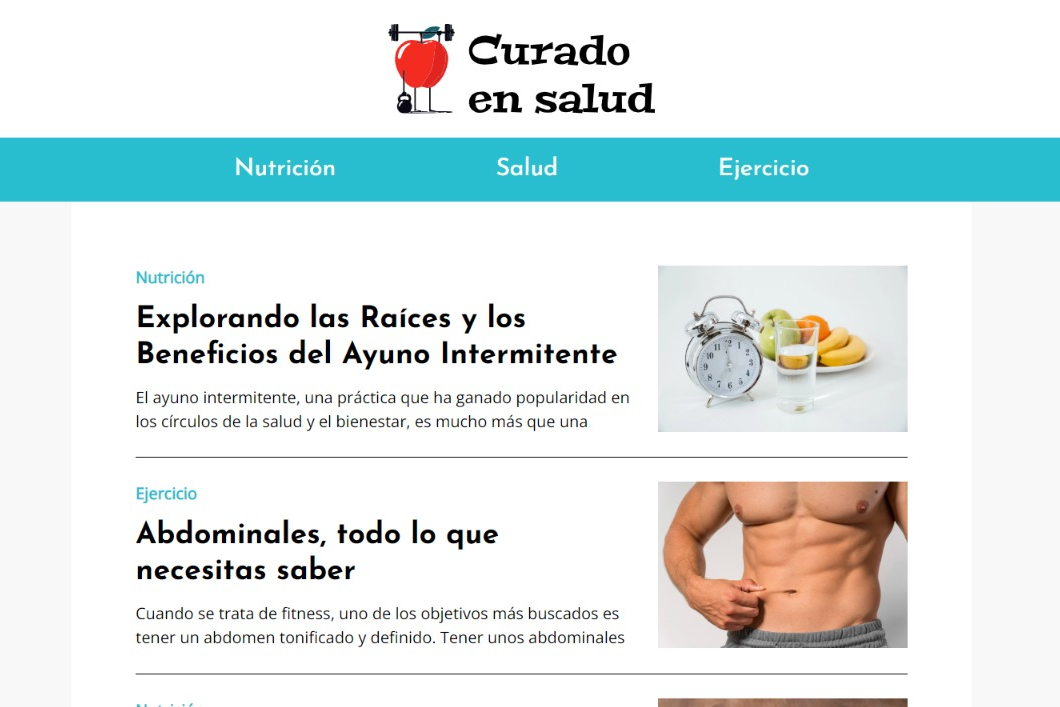 Curado
en salud
Nutrición
Salud
Ejercicio
Nutrición
Explorando las Raíces y los
Beneficios del Ayuno Intermitente
El ayuno intermitente, una práctica que ha ganado popularidad en
los círculos de la salud y el bienestar, es mucho más que una
Ejercicio
Abdominales, todo lo que
necesitas saber
Cuando se trata de fitness, uno de los objetivos más buscados es
tener un abdomen tonificado y definido. Tener unos abdominales
Nutrición